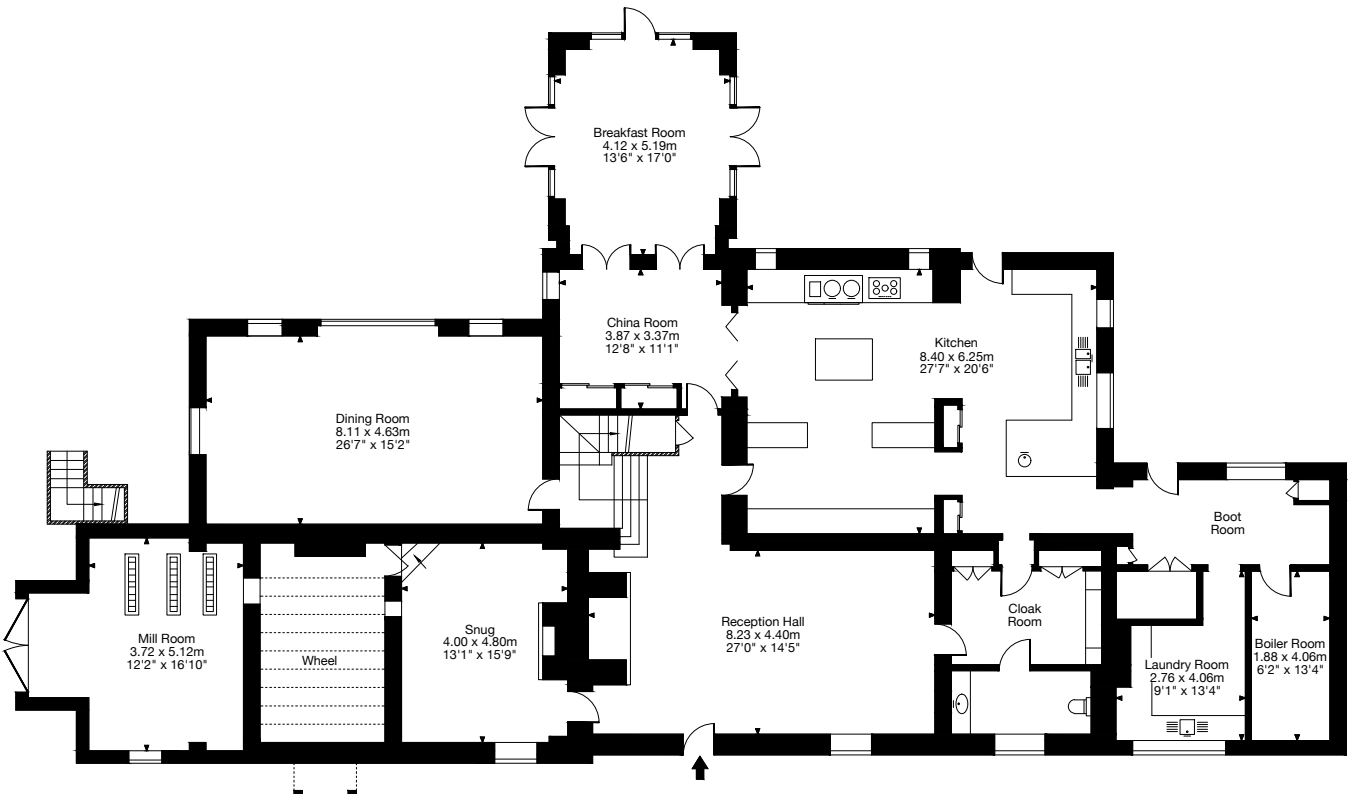 Breakfast Room
4.12 x 5.19m
13'6" x 17'0"
China Room
3.87 x 3.37m
12'8" x 11'1"
Kitchen
8.40 x 6.25m
27'7" x 20'6"
Dining Room
8.11 x 4.63m
26'7" x 15'2"
Boot
Room
Mill Room
3.72 x 5.12m
12'2" x 16'10"
Wheel
Snug
4.00 x 4.80m
13'1" x 15'9"
Reception Hall
8.23 x 4.40m
27'0" x 14'5"
Cloak
Room
Laundry Room
2.76 x 4.06m
9'1" x 13'4"
Boiler Room
1.88 x 4.06m
6'2" x 13'4"